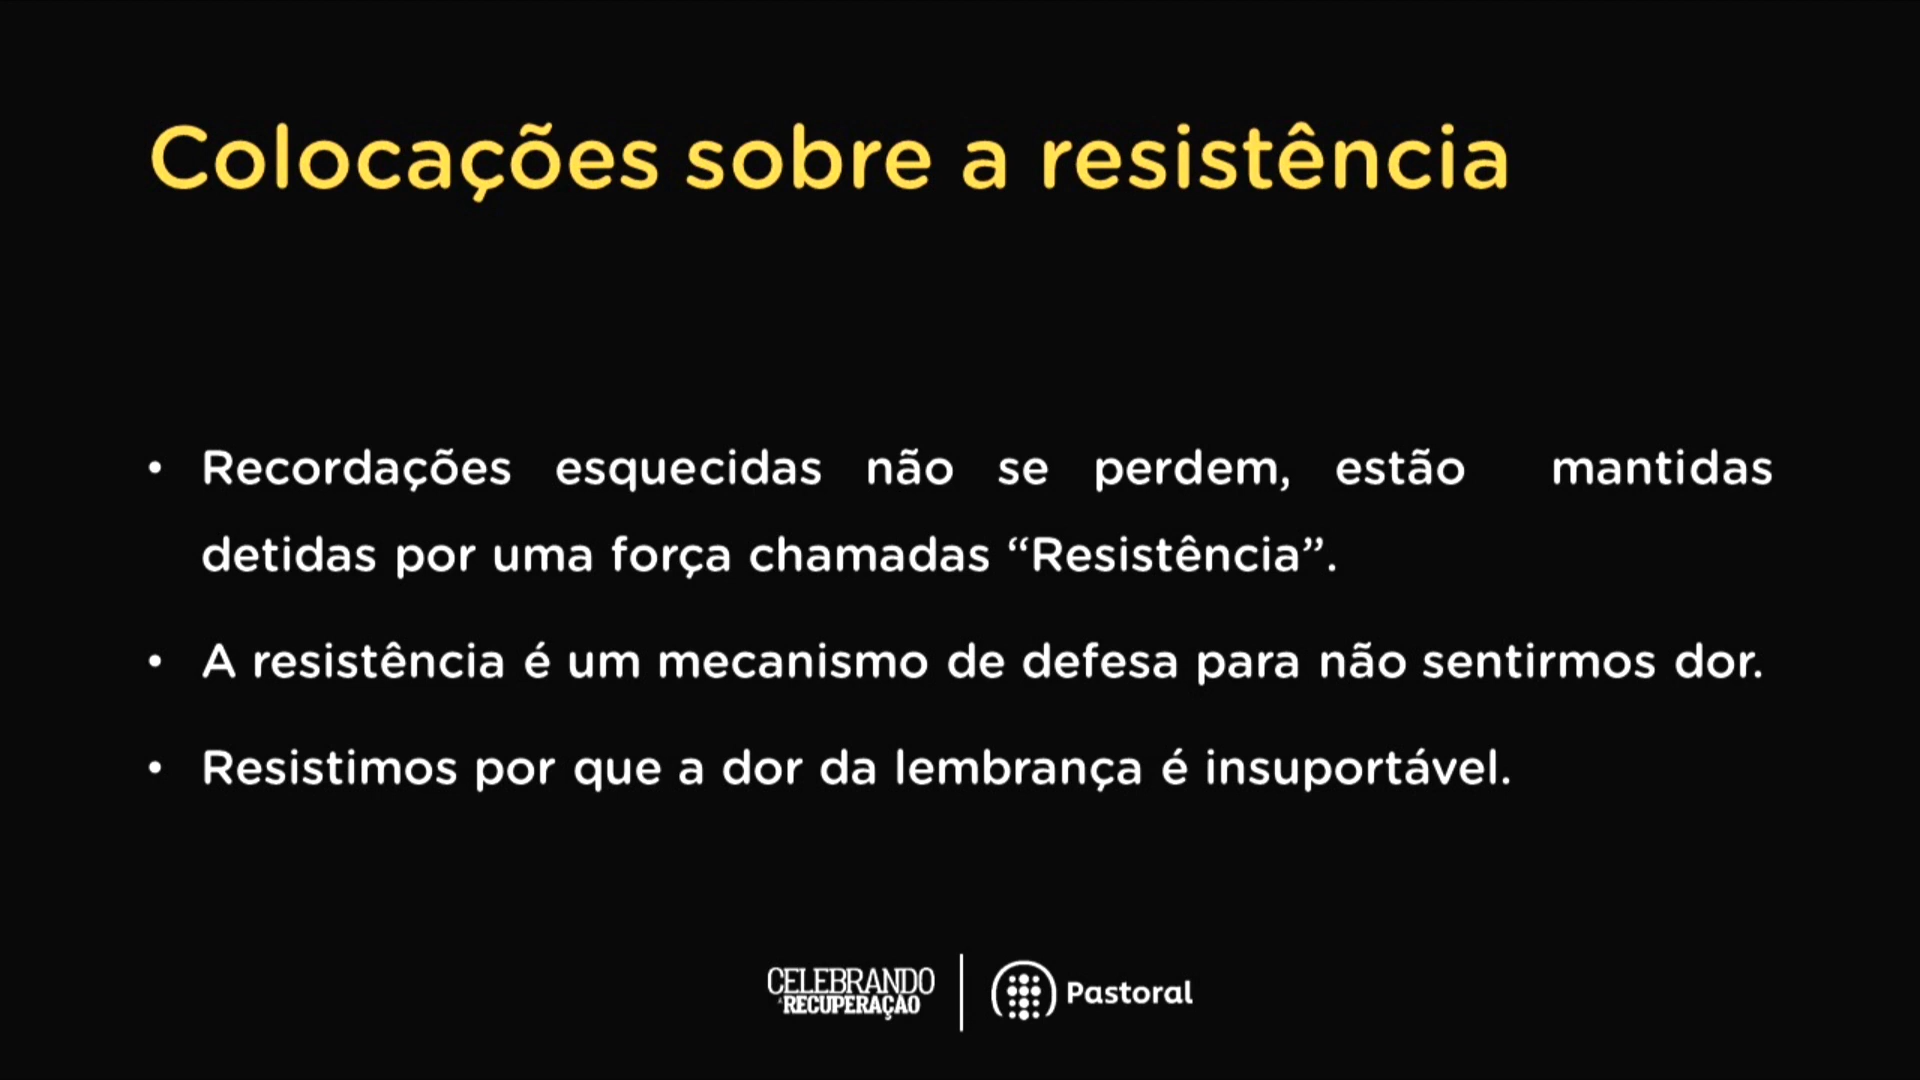 Colocações sobre a resistência
• Recordações esquecidas não se perdem, estão mantidas
detidas por uma força chamadas “Resistência”.
• A resistência é um mecanismo de defesa para não sentirmos dor.
• Resistimos por que a dor da lembrança é insuportável.
CELEBRANDO
A RECUPERAÇÃO
Pastoral